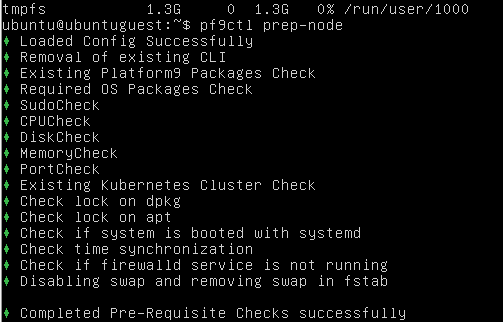 tmpfs 1.3G 0 1.3G 0% /run/user/1000
ubuntu@ubuntuguest:~$ pf9ctl prep-node
♦ Loaded Config Successfully
♦ Removal of existing CLI
♦ Existing Platform9 Packages Check
♦ Required OS Packages Check
♦ SudoCheck
♦ CPUCheck
♦ DiskCheck
♦ MemoryCheck
♦ PortCheck
♦ Existing Kubernetes Cluster Check
♦ Check lock on dpkg
♦ Check lock on apt
♦ Check if system is booted with systemd
♦ Check time synchronization
♦ Check if firewalld service is not running
♦ Disabling swap and removing swap in fstab
♦ Completed Pre-Requisite Checks successfully